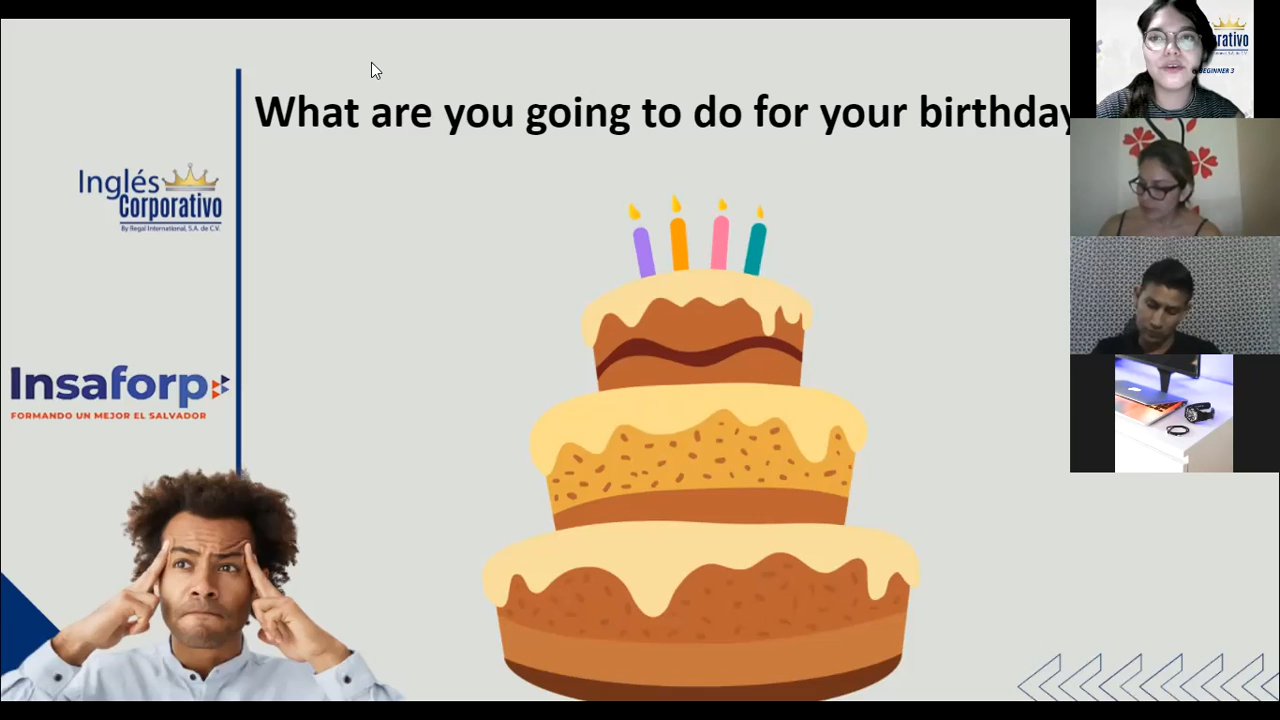 What are you going to do for your birthday
Inglés
Corporativo
By Regal International, S.A. de C.V.
Insaforp
FORMANDO UN MEJOR EL SALVADOR
BEGINNER 3